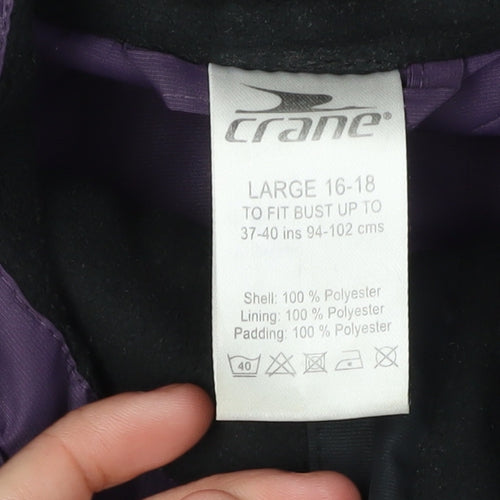 crane®
LARGE 16-18
TO FIT BUST UP TO
37-40 ins 94-102 cms
Shell: 100 % Polyester
Lining: 100 % Polyester
Padding: 100 % Polyester
40